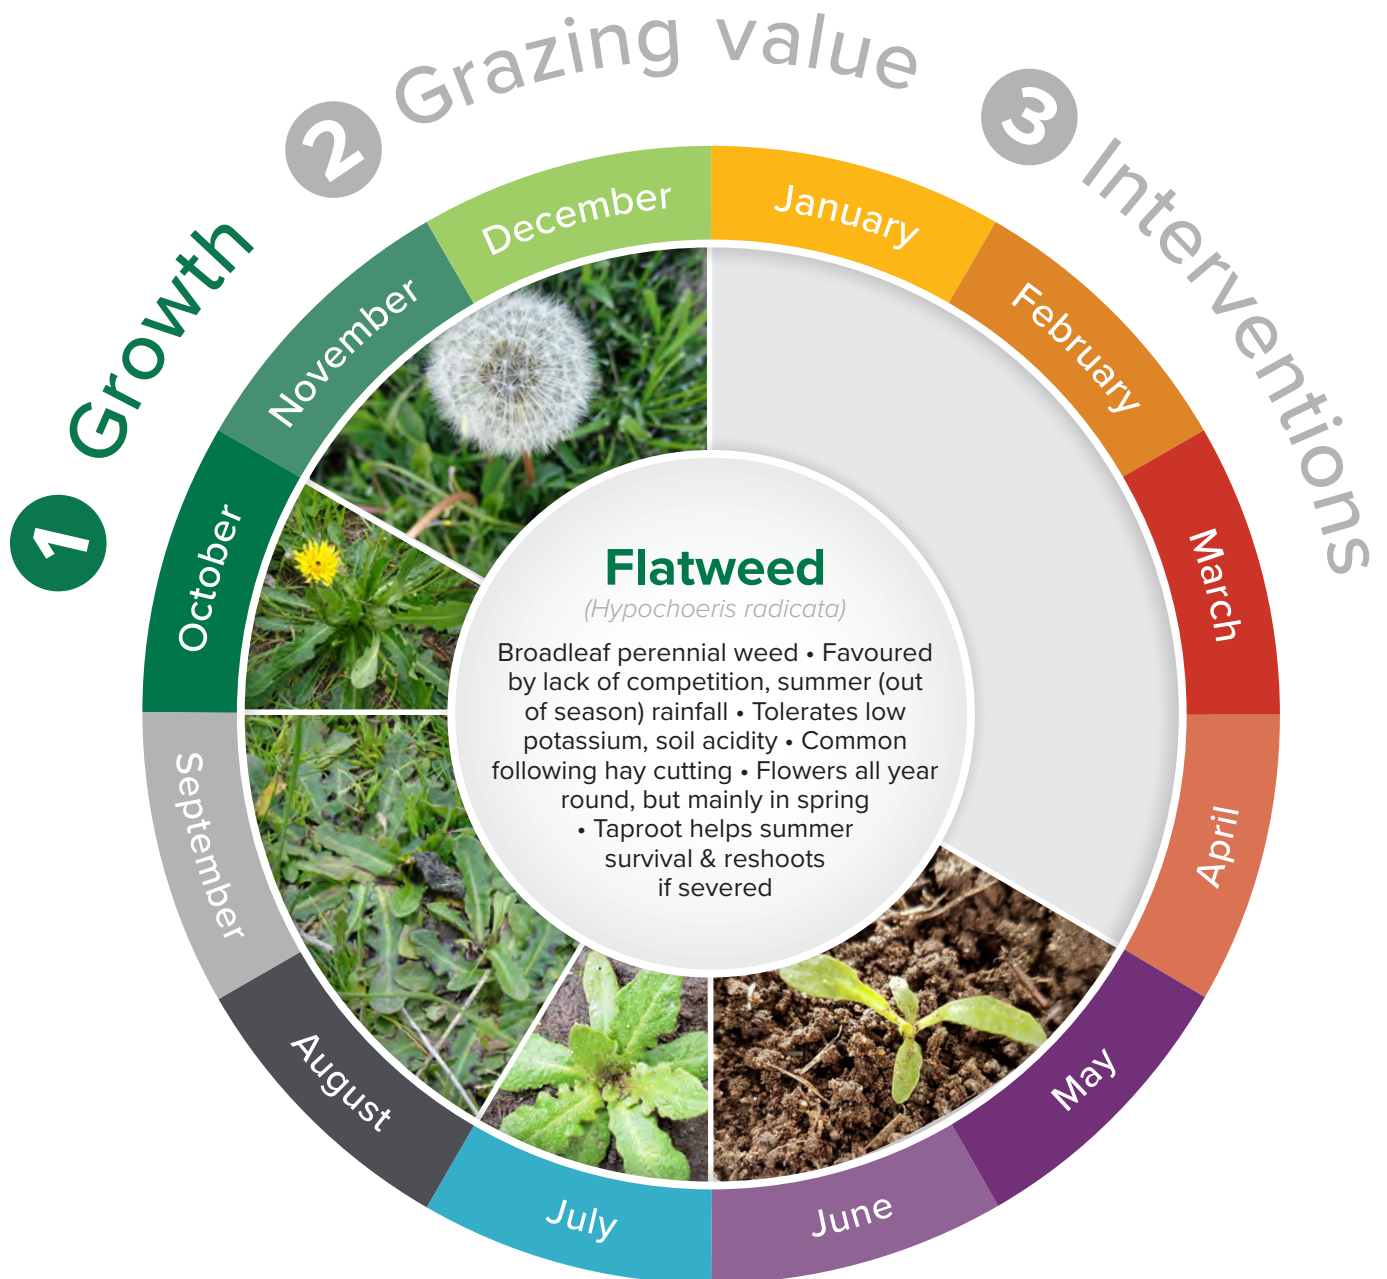 1 Growth
2 Grazing value
3 Interventions
January
February
March
April
May
June
July
August
September
October
November
December
Flatweed
(Hypochoeris radicata)
Broadleaf perennial weed • Favoured
by lack of competition, summer (out
of season) rainfall • Tolerates low
potassium, soil acidity • Common
following hay cutting • Flowers all year
round, but mainly in spring
• Taproot helps summer
survival & reshoots
if severed